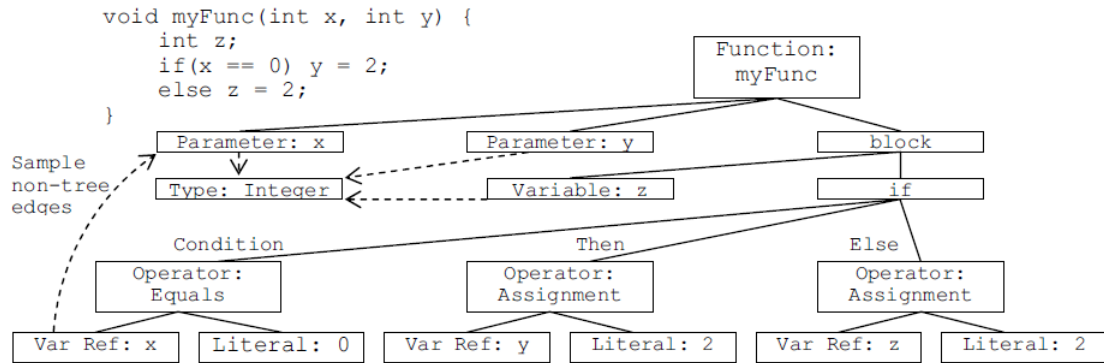 void myFunc(int x, int y) {
int z;
if(x == 0) y = 2;
else z = 2;
}
Function:
myFunc
Parameter: x
Parameter: y
block
Sample
non-tree
edges
Type: Integer
Variable: z
if
Condition
Then
Else
Operator:
Equals
Operator:
Assignment
Operator:
Assignment
Var Ref: x
Literal: 0
Var Ref: y
Literal: 2
Var Ref: z
Literal: 2